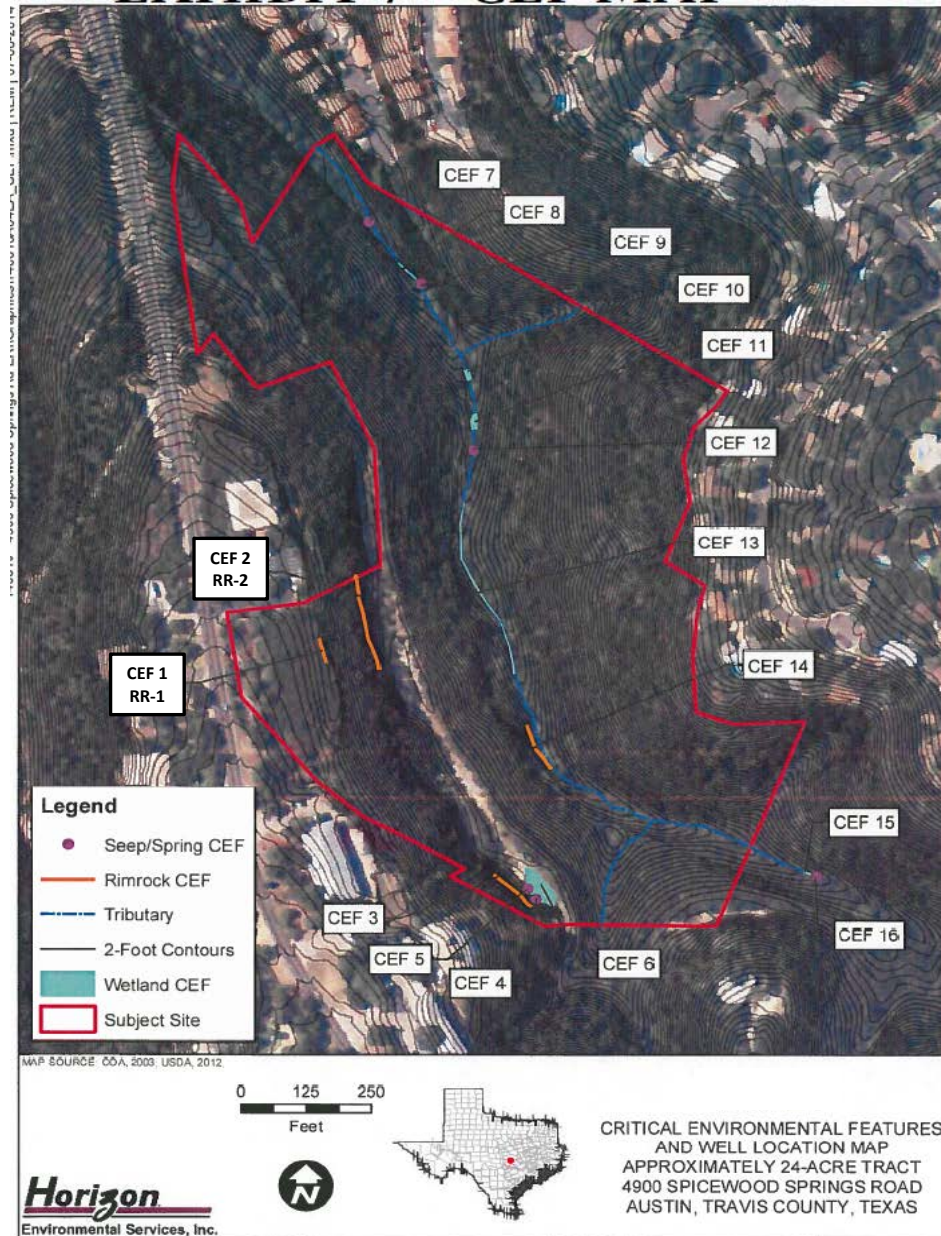 CEF 7
CEF 8
CEF 9
CEF 10
CEF 11
CEF 12
CEF 2
RR-2
CEF 13
CEF 1
RR-1
CEF 14
Legend
Seep/Spring CEF
Rimrock CEF
Tributary
2-Foot Contours
Wetland CEF
Subject Site
CEF 15
CEF 3
CEF 5
CEF 4
CEF 6
CEF 16
MAP SOURCE: COA, 2003; USDA, 2012
0 125 250
Feet
N
CRITICAL ENVIRONMENTAL FEATURES
AND WELL LOCATION MAP
APPROXIMATELY 24-ACRE TRACT
4900 SPICEWOOD SPRINGS ROAD
AUSTIN, TRAVIS COUNTY, TEXAS
Horizon
Environmental Services, Inc.